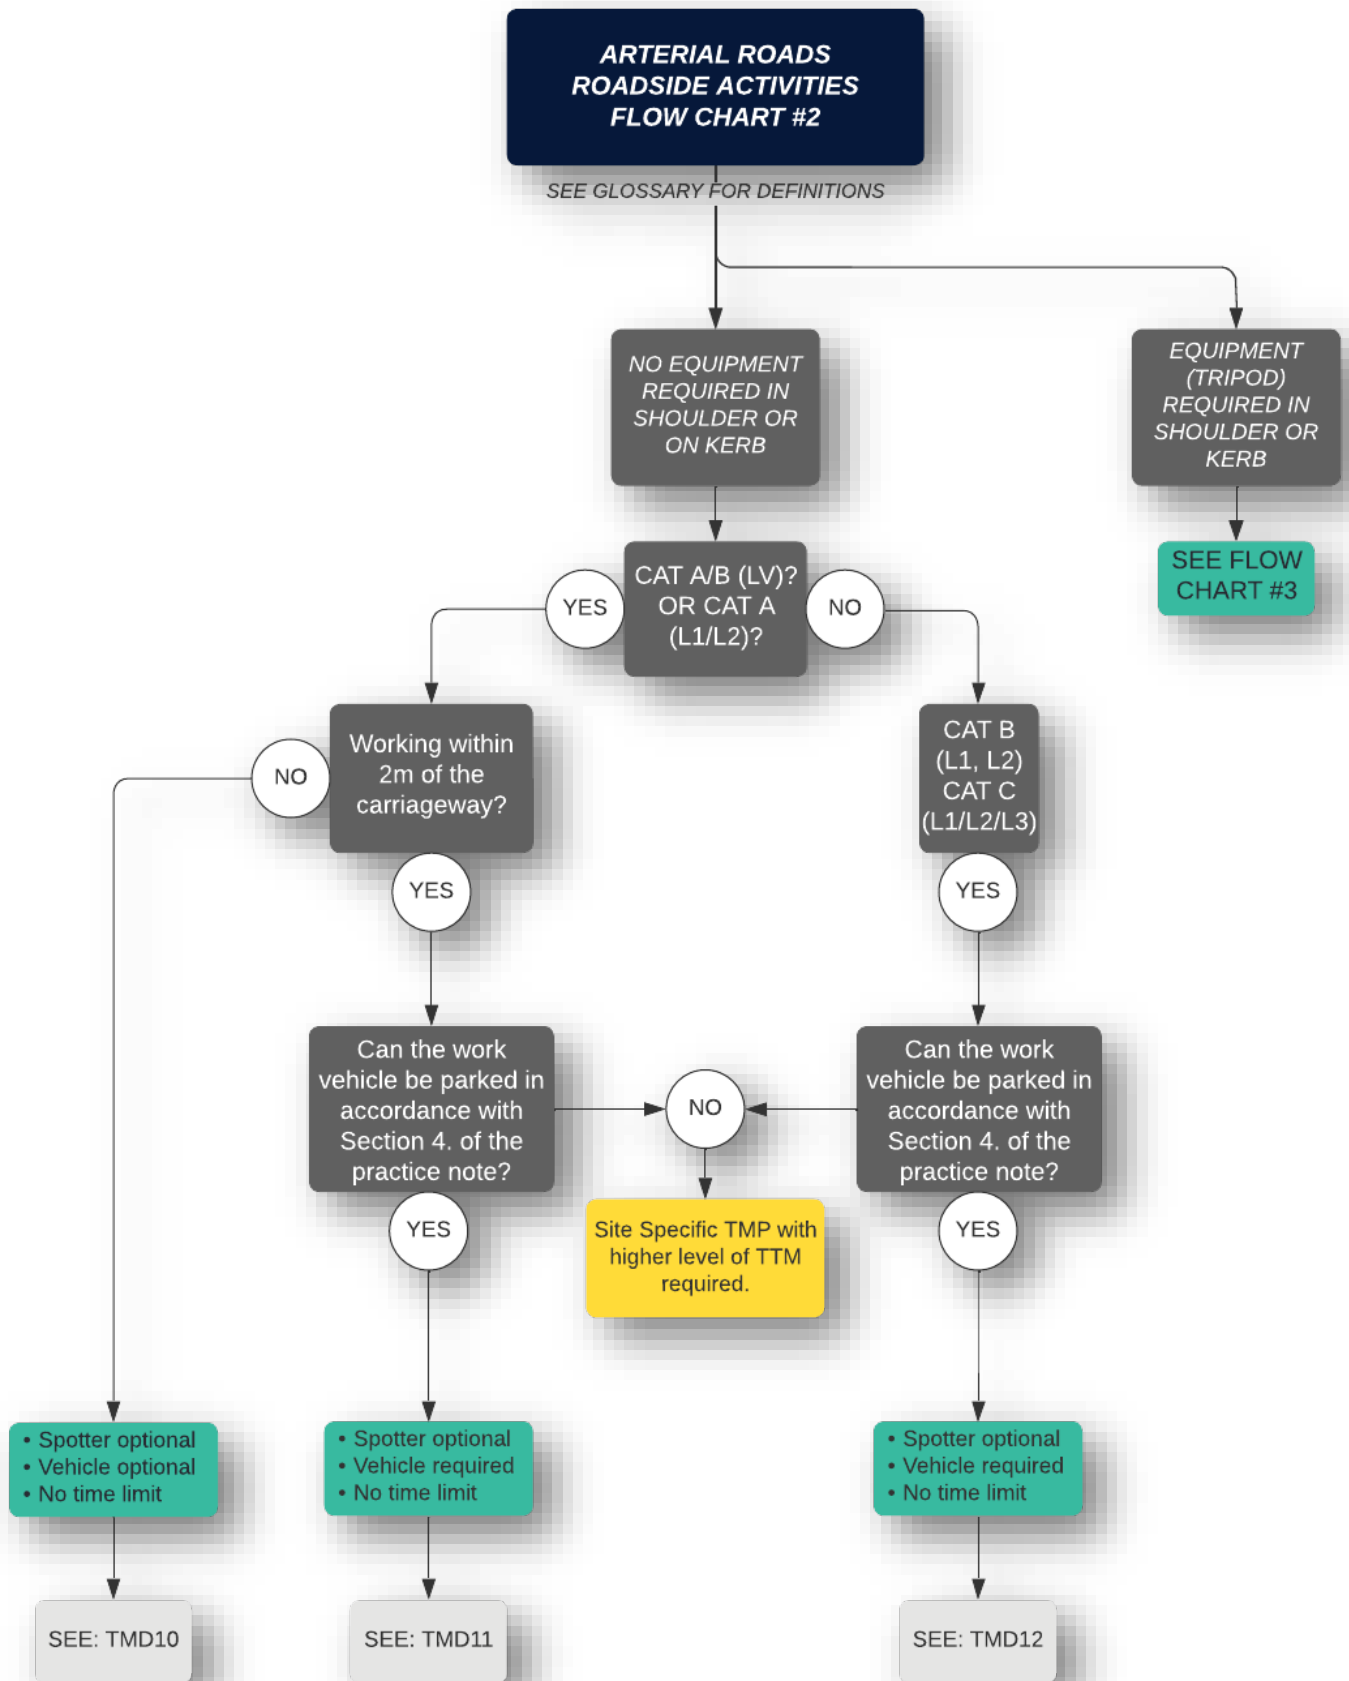 ARTERIAL ROADS
ROADSIDE ACTIVITIES
FLOW CHART #2
SEE GLOSSARY FOR DEFINITIONS
NO EQUIPMENT
REQUIRED IN
SHOULDER OR
ON KERB
EQUIPMENT
(TRIPOD)
REQUIRED IN
SHOULDER OR
KERB
SEE FLOW
CHART #3
YES
CAT A/B (LV)?
OR CAT A
(L1/L2)?
NO
NO
Working within
2m of the
carriageway?
CAT B
(L1, L2)
CAT C
(L1/L2/L3)
YES
YES
Can the work
vehicle be parked in
accordance with
Section 4. of the
practice note?
NO
Can the work
vehicle be parked in
accordance with
Section 4. of the
practice note?
YES
Site Specific TMP with
higher level of TTM
required.
YES
• Spotter optional
• Vehicle optional
• No time limit
• Spotter optional
• Vehicle required
• No time limit
• Spotter optional
• Vehicle required
• No time limit
SEE: TMD10
SEE: TMD11
SEE: TMD12